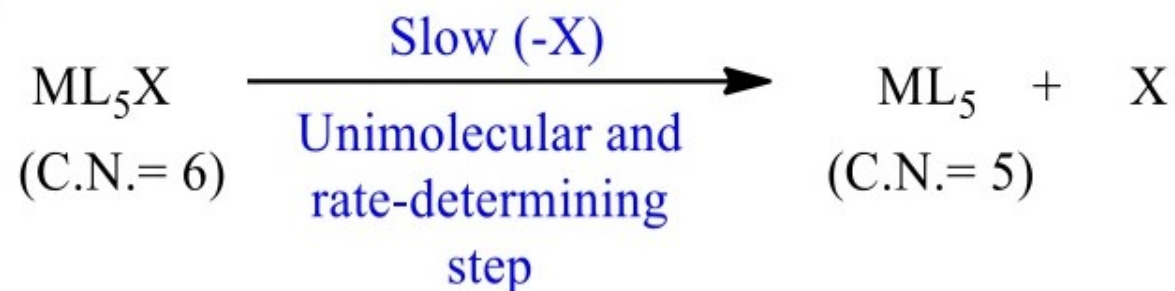 Slow (-X)
ML₅X ML₅ + X
Unimolecular and
(C.N.= 6) (C.N.= 5)
rate-determining
step